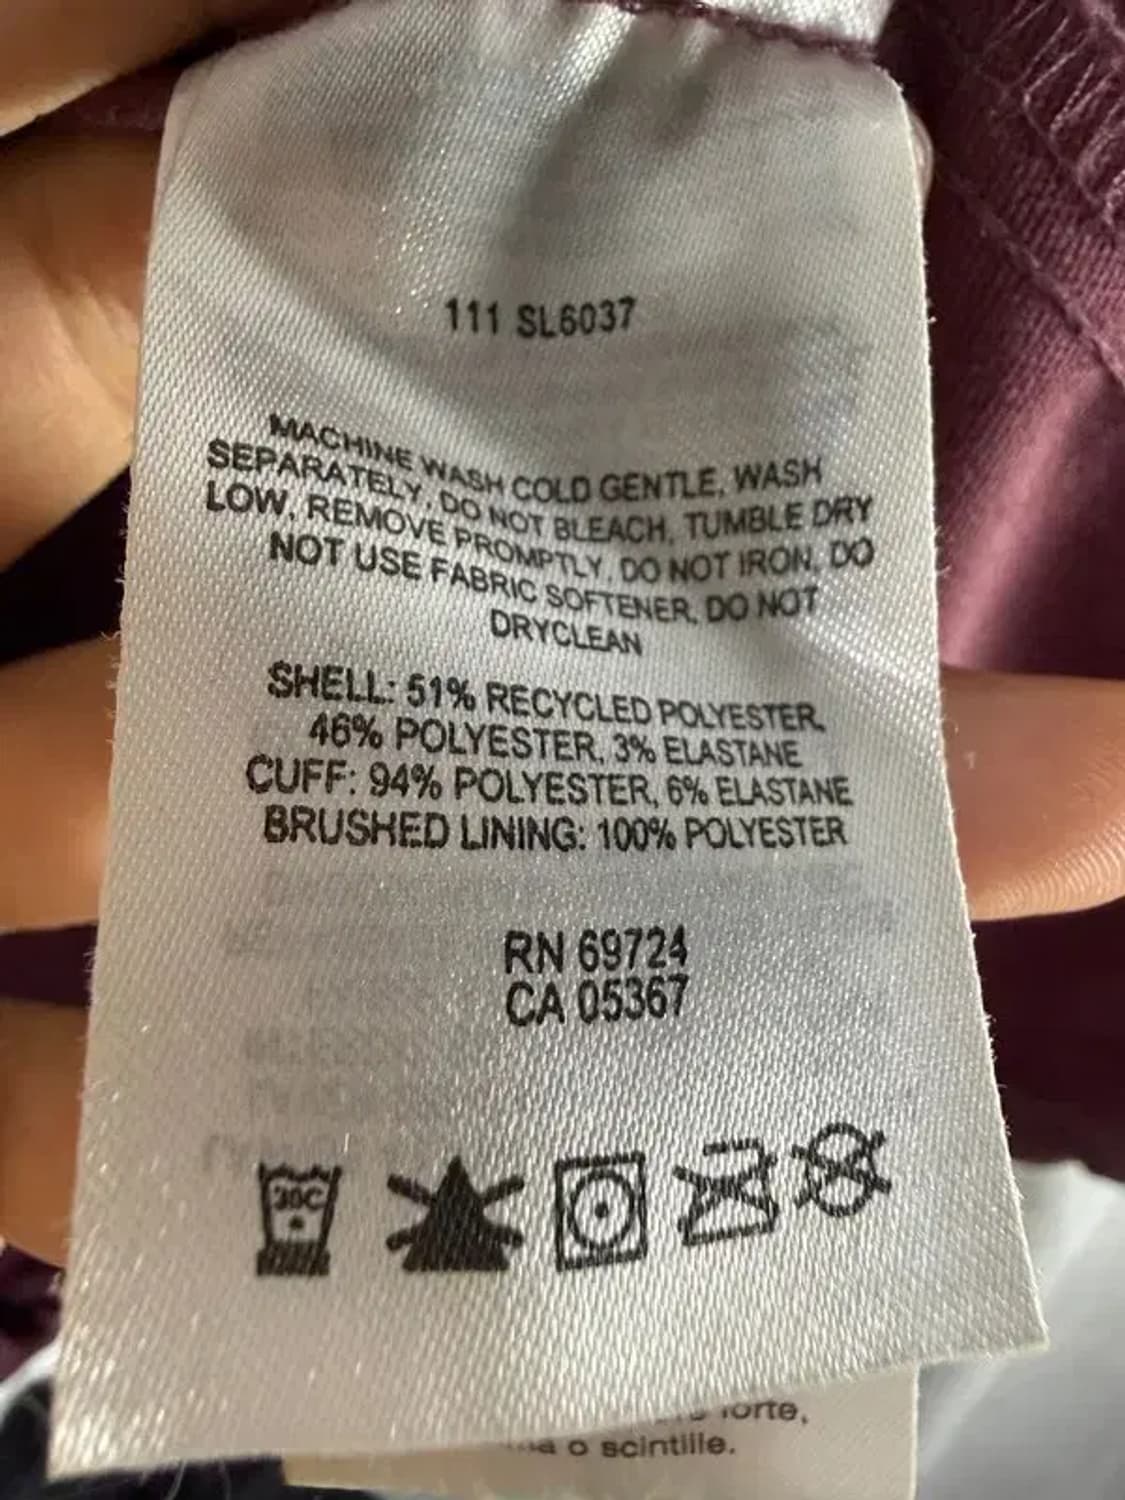 111 SL6037
MACHINE WASH COLD GENTLE, WASH
SEPARATELY, DO NOT BLEACH, TUMBLE DRY
LOW, REMOVE PROMPTLY, DO NOT IRON, DO
NOT USE FABRIC SOFTENER, DO NOT
DRYCLEAN
SHELL: 51% RECYCLED POLYESTER,
46% POLYESTER, 3% ELASTANE
CUFF: 94% POLYESTER, 6% ELASTANE
BRUSHED LINING: 100% POLYESTER
RN 69724
CA 05367
30C
forte,
o scintille.